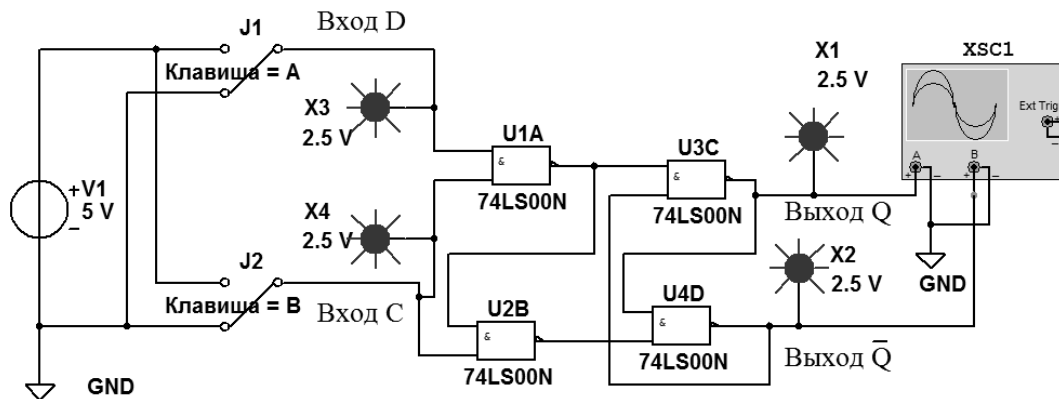 J1
Вход D
Клавиша = A
X3
2.5 V
X1
2.5 V
XSC1
Ext Trig
+
−
A
B
+
−
+
−
U1A
&
74LS00N
U3C
&
74LS00N
+
V1
5 V
−
X4
2.5 V
Выход Q
X2
2.5 V
GND
J2
Клавиша = B
Вход C
U2B
&
74LS00N
U4D
&
74LS00N
Выход Q̅
GND